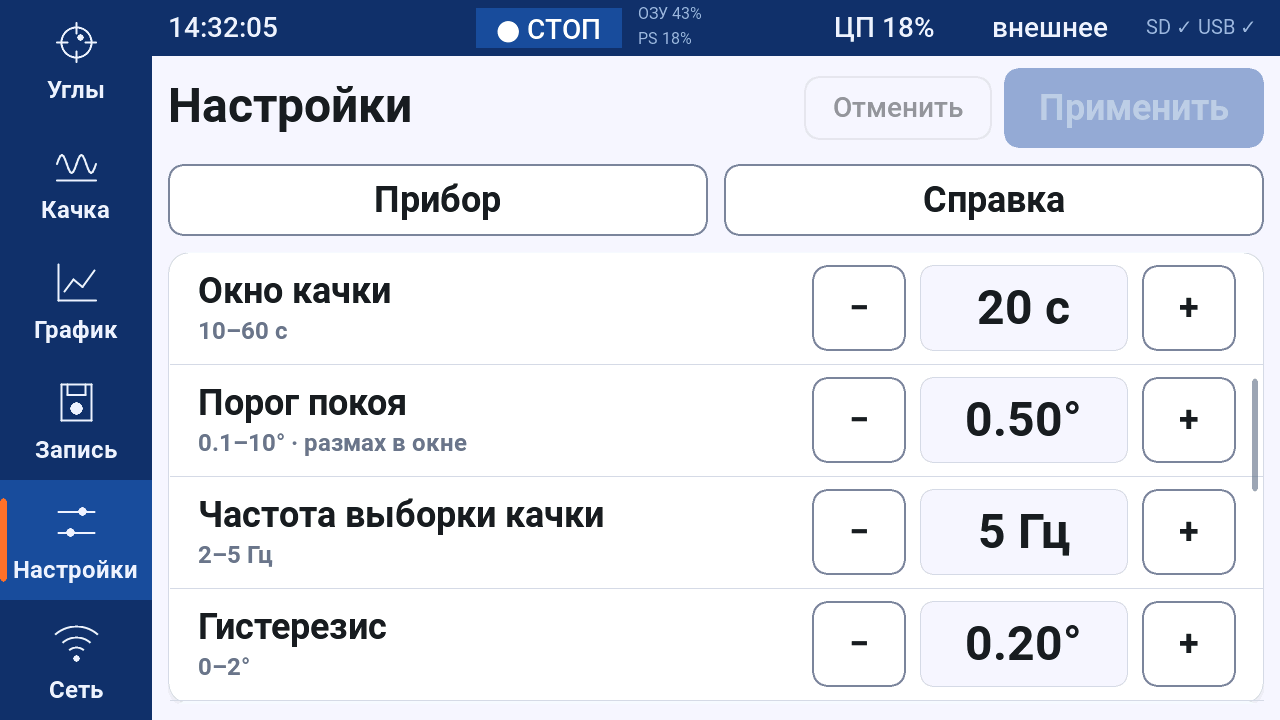 14:32:05
СТОП
ОЗУ 43%
PS 18%
ЦП 18%
внешнее
SD ✓ USB ✓
Углы
Качка
График
Запись
Настройки
Сеть
Настройки
Отменить
Применить
Прибор
Справка
Окно качки
10–60 с
−
20 с
+
Порог покоя
0.1–10° · размах в окне
−
0.50°
+
Частота выборки качки
2–5 Гц
−
5 Гц
+
Гистерезис
0–2°
−
0.20°
+